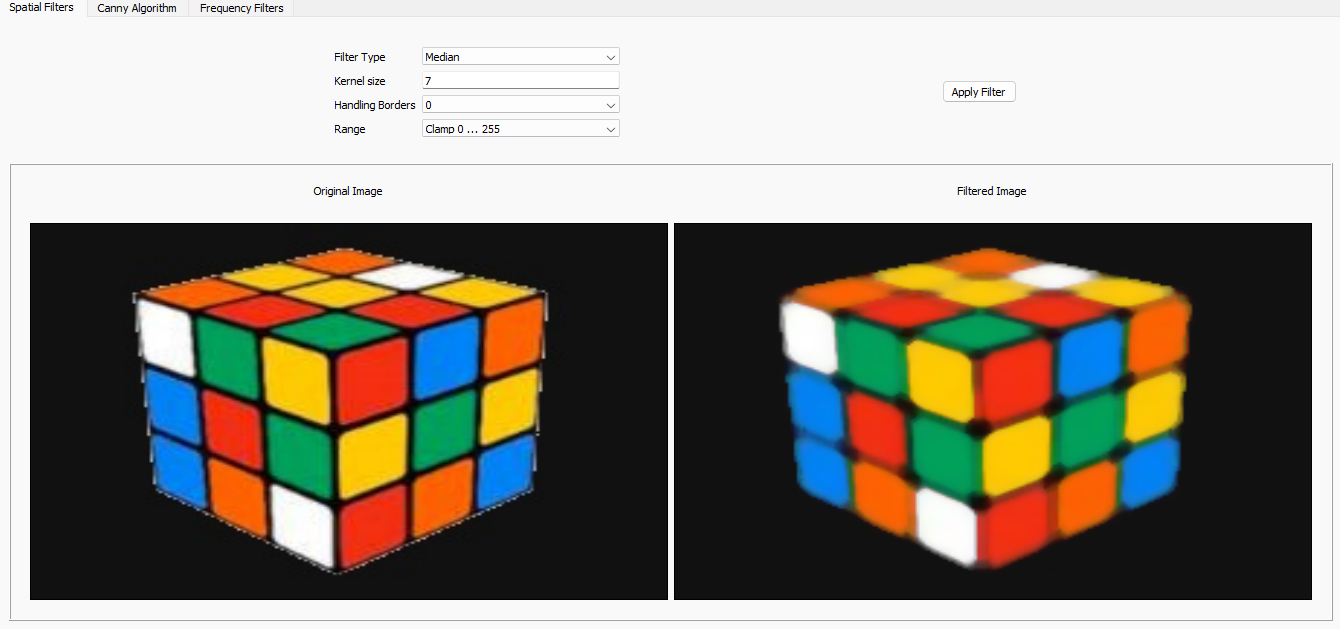 Spatial Filters Canny Algorithm Frequency Filters
Filter Type Median
Kernel size 7
Apply Filter
Handling Borders 0
Range Clamp 0 ... 255
Original Image Filtered Image